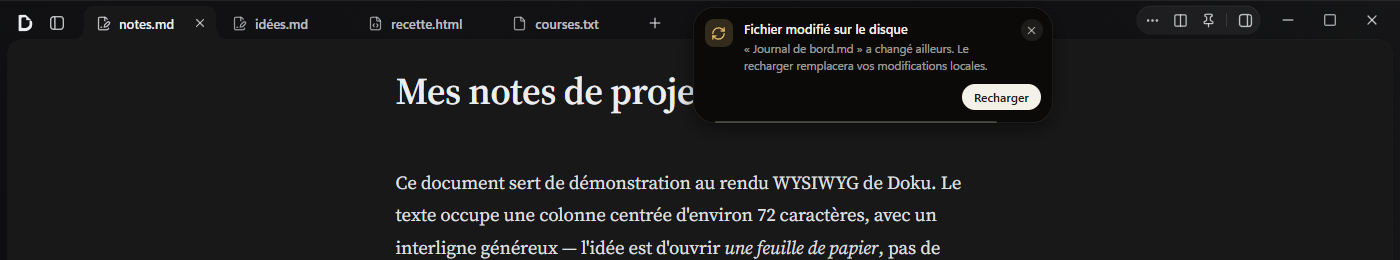 notes.md
idées.md
recette.html
courses.txt
Fichier modifié sur le disque
« Journal de bord.md » a changé ailleurs. Le
recharger remplacera vos modifications locales.
Recharger
Mes notes de proje
Ce document sert de démonstration au rendu WYSIWYG de Doku. Le
texte occupe une colonne centrée d'environ 72 caractères, avec un
interligne généreux — l'idée est d'ouvrir une feuille de papier, pas de